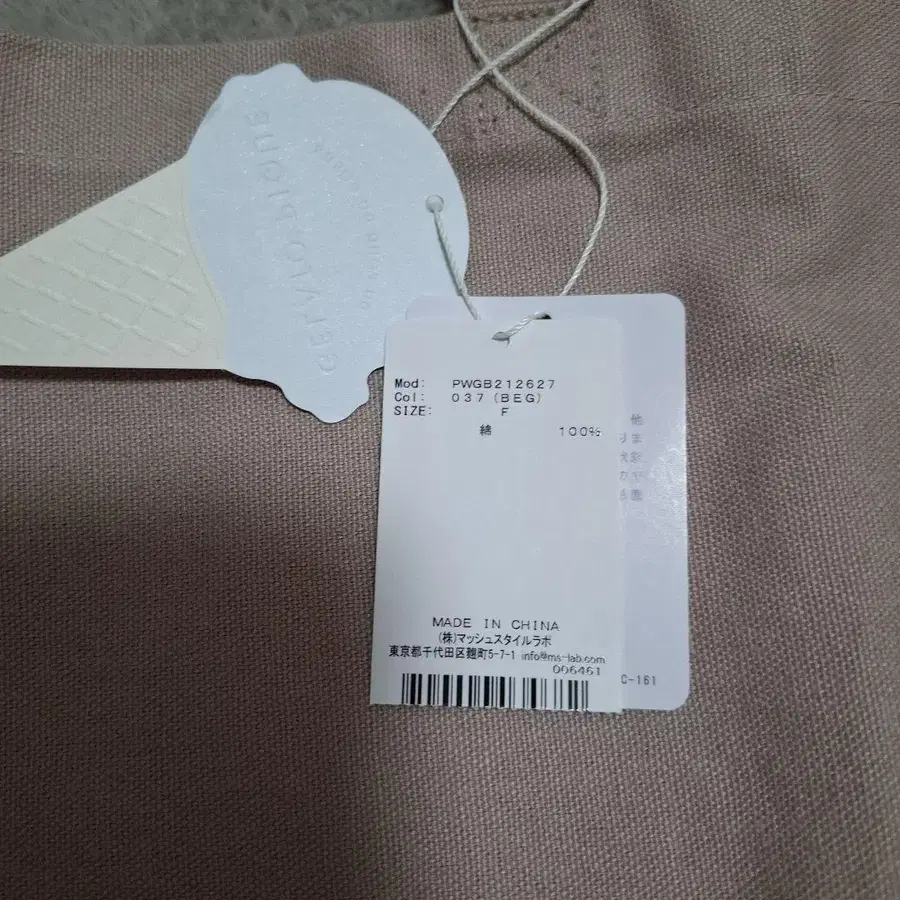 gelato pique
Mod: PWGB212627
Col: 037(BEG)
SIZE: F
綿 100%
MADE IN CHINA
(株)マッシュスタイルラボ
東京都千代田区麹町5-7-1 info@ms-lab.com
006461
C-161